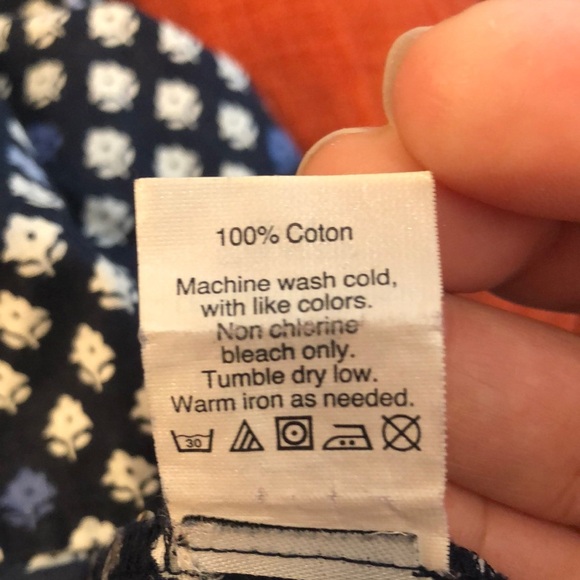 100% Coton
Machine wash cold,
with like colors.
Non chlorine
bleach only.
Tumble dry low.
Warm iron as needed.
30